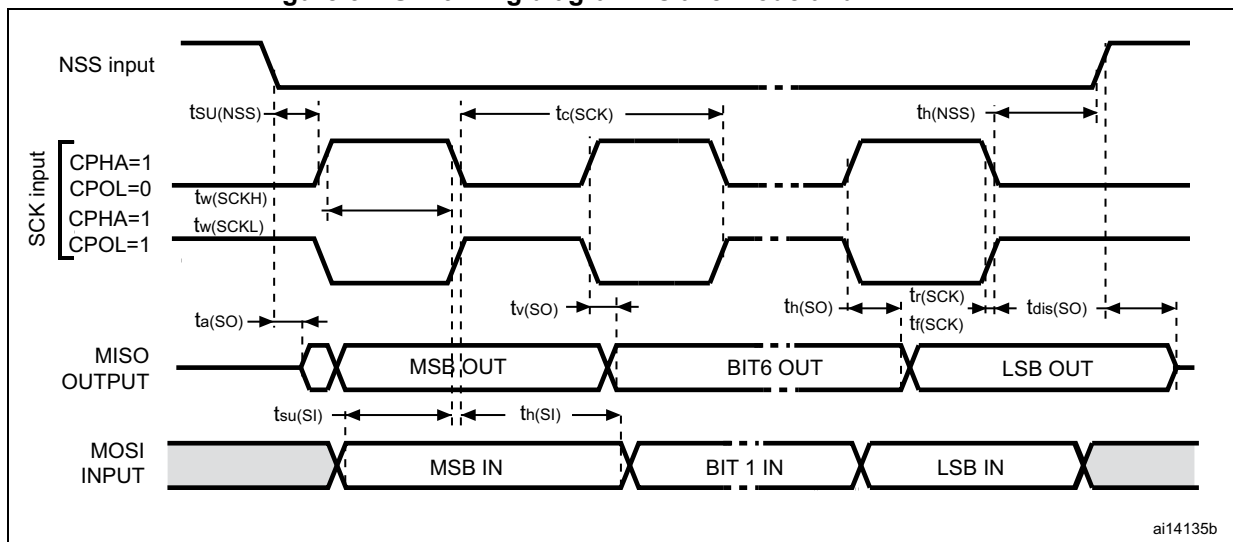 NSS input
tSU(NSS)
tc(SCK)
th(NSS)
SCK input
CPHA=1
CPOL=0
tw(SCKH)
CPHA=1
tw(SCKL)
CPOL=1
ta(SO)
tv(SO)
th(SO)
tr(SCK)
tf(SCK)
tdis(SO)
MISO
OUTPUT
MSB OUT
BIT6 OUT
LSB OUT
tsu(SI)
th(SI)
MOSI
INPUT
MSB IN
BIT 1 IN
LSB IN
ai14135b